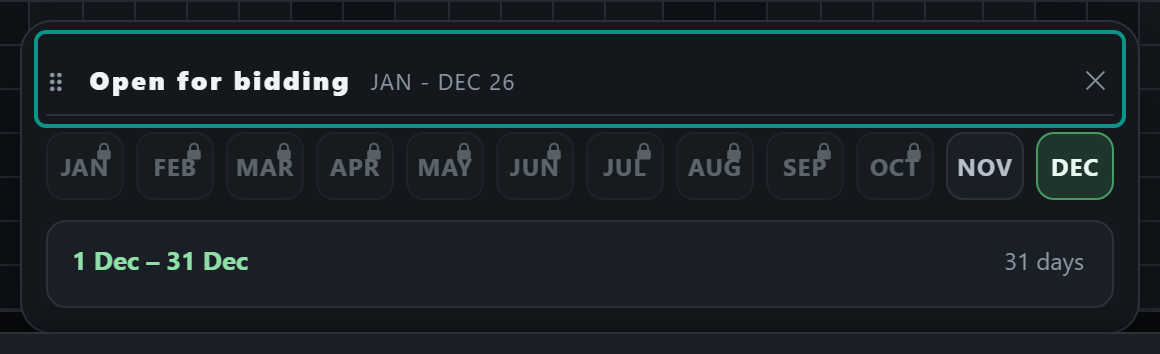 Open for bidding JAN - DEC 26
JAN FEB MAR APR MAY JUN JUL AUG SEP OCT NOV DEC
1 Dec – 31 Dec 31 days